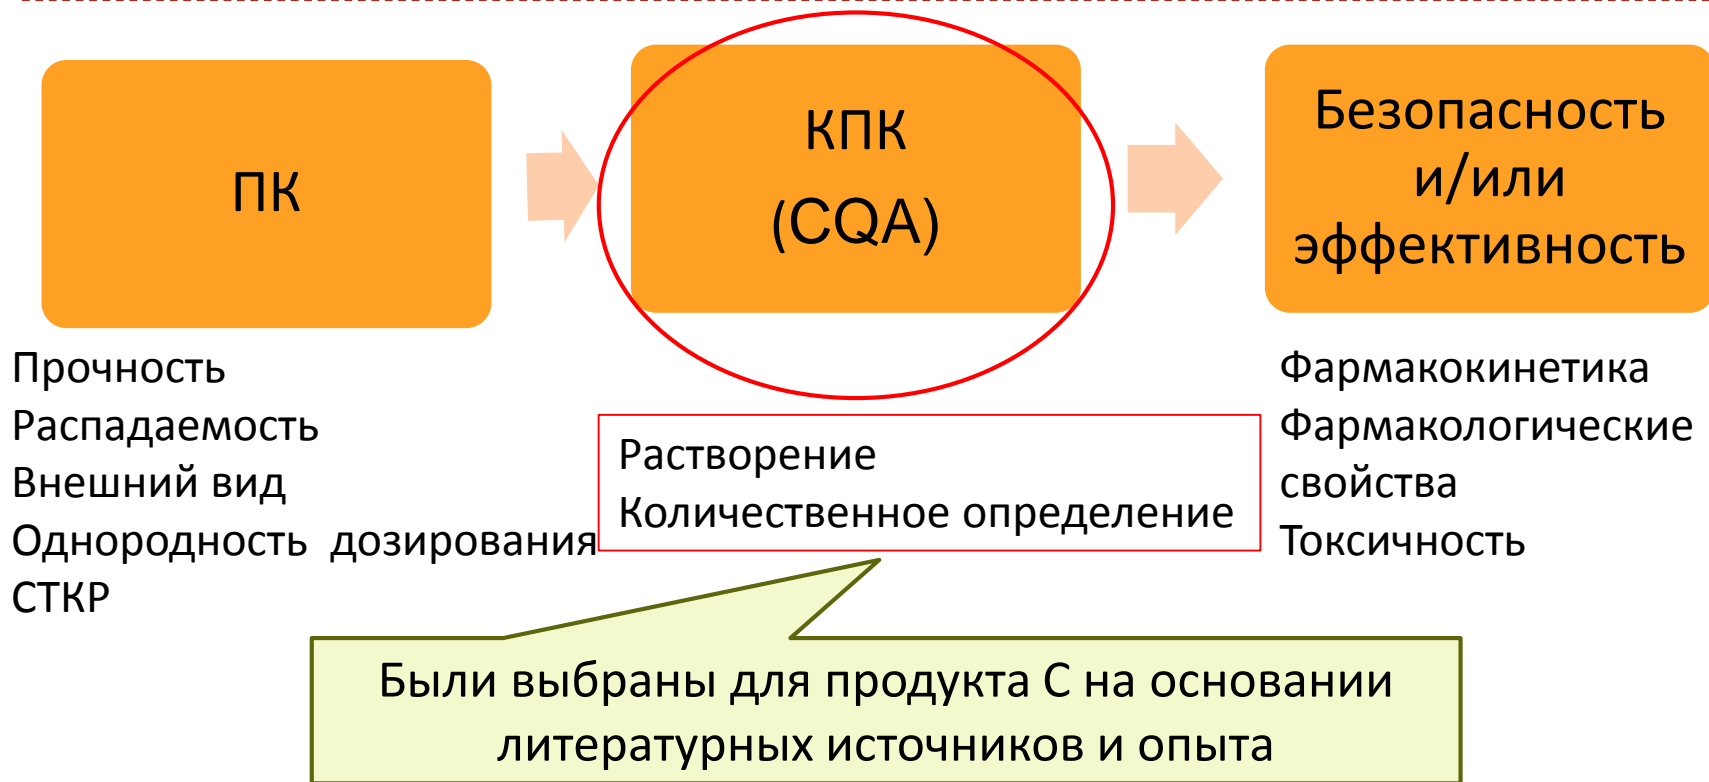 ПК
КПК
(CQA)
Безопасность
и/или
эффективность
Прочность
Распадаемость
Внешний вид
Однородность дозирования
СТКР
Растворение
Количественное определение
Фармакокинетика
Фармакологические
свойства
Токсичность
Были выбраны для продукта С на основании
литературных источников и опыта